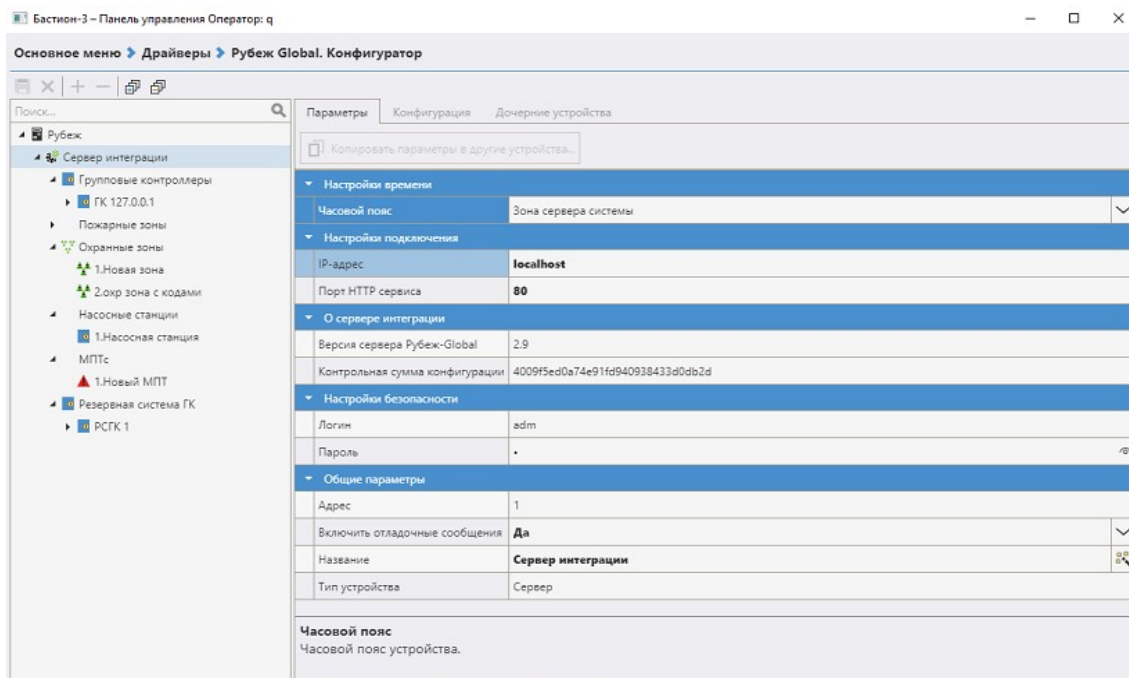 Бастион-3 – Панель управления Оператор: q
Основное меню Драйверы Рубеж Global. Конфигуратор
Поиск...
Рубеж
Сервер интеграции
Групповые контроллеры
ГК 127.0.0.1
Пожарные зоны
Охранные зоны
1.Новая зона
2.охр зона с кодами
Насосные станции
1.Насосная станция
МПТс
1.Новый МПТ
Резервная система ГК
РСГК 1
Параметры Конфигурация Дочерние устройства
Копировать параметры в другие устройства...
Настройки времени
Часовой пояс Зона сервера системы
Настройки подключения
IP-адрес localhost
Порт HTTP сервиса 80
О сервере интеграции
Версия сервера Рубеж-Global 2.9
Контрольная сумма конфигурации 4009f5ed0a74e91fd940938433d0db2d
Настройки безопасности
Логин adm
Пароль •
Общие параметры
Адрес 1
Включить отладочные сообщения Да
Название Сервер интеграции
Тип устройства Сервер
Часовой пояс
Часовой пояс устройства.